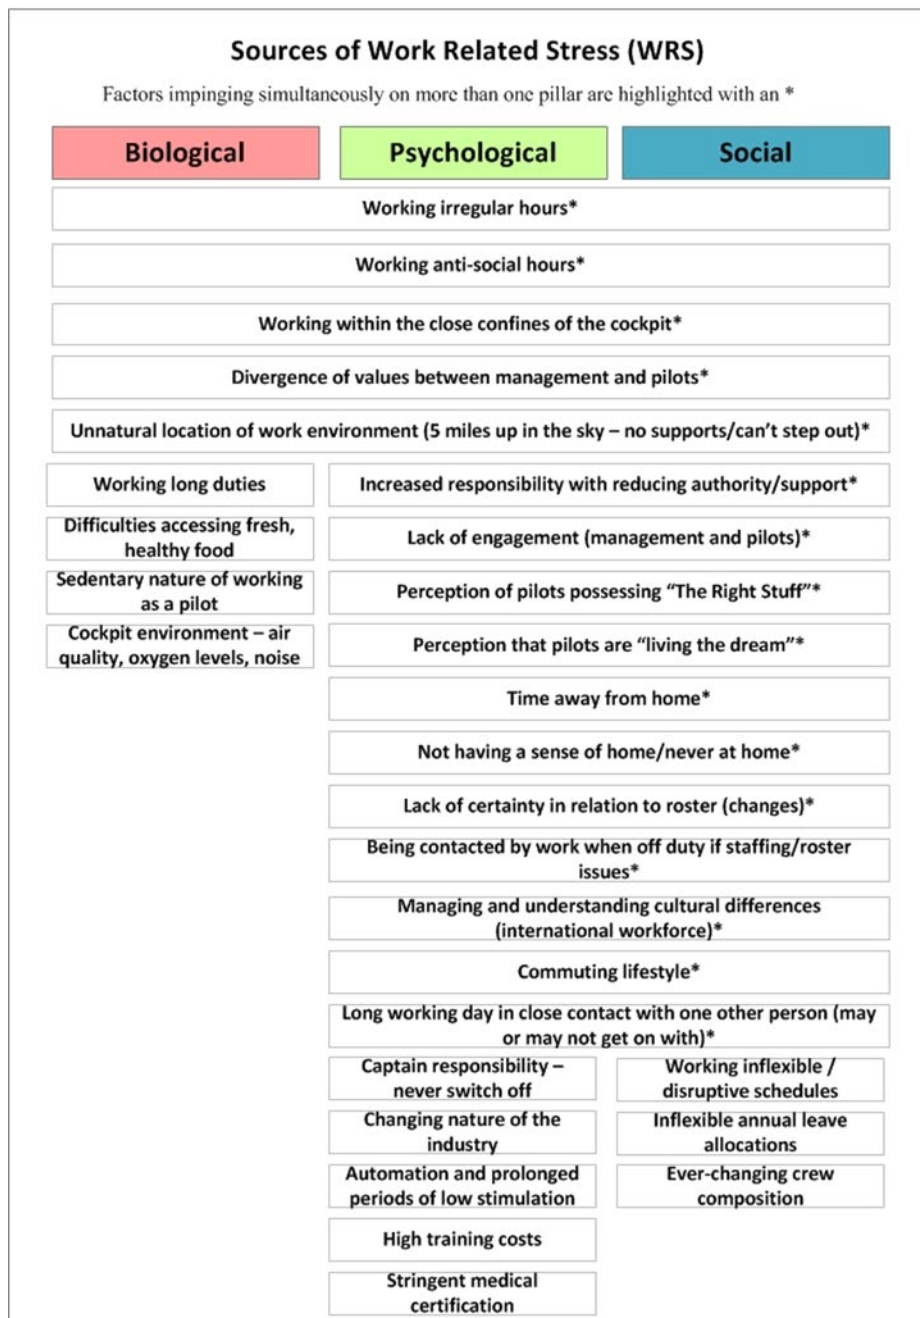 Sources of Work Related Stress (WRS)
Factors impinging simultaneously on more than one pillar are highlighted with an *
Biological
Psychological
Social
Working irregular hours*
Working anti-social hours*
Working within the close confines of the cockpit*
Divergence of values between management and pilots*
Unnatural location of work environment (5 miles up in the sky – no supports/can't step out)*
Working long duties
Increased responsibility with reducing authority/support*
Difficulties accessing fresh,
healthy food
Lack of engagement (management and pilots)*
Sedentary nature of working
as a pilot
Perception of pilots possessing “The Right Stuff”*
Cockpit environment – air
quality, oxygen levels, noise
Perception that pilots are “living the dream”*
Time away from home*
Not having a sense of home/never at home*
Lack of certainty in relation to roster (changes)*
Being contacted by work when off duty if staffing/roster
issues*
Managing and understanding cultural differences
(international workforce)*
Commuting lifestyle*
Long working day in close contact with one other person (may
or may not get on with)*
Captain responsibility –
never switch off
Working inflexible /
disruptive schedules
Changing nature of the
industry
Inflexible annual leave
allocations
Automation and prolonged
periods of low stimulation
Ever-changing crew
composition
High training costs
Stringent medical
certification